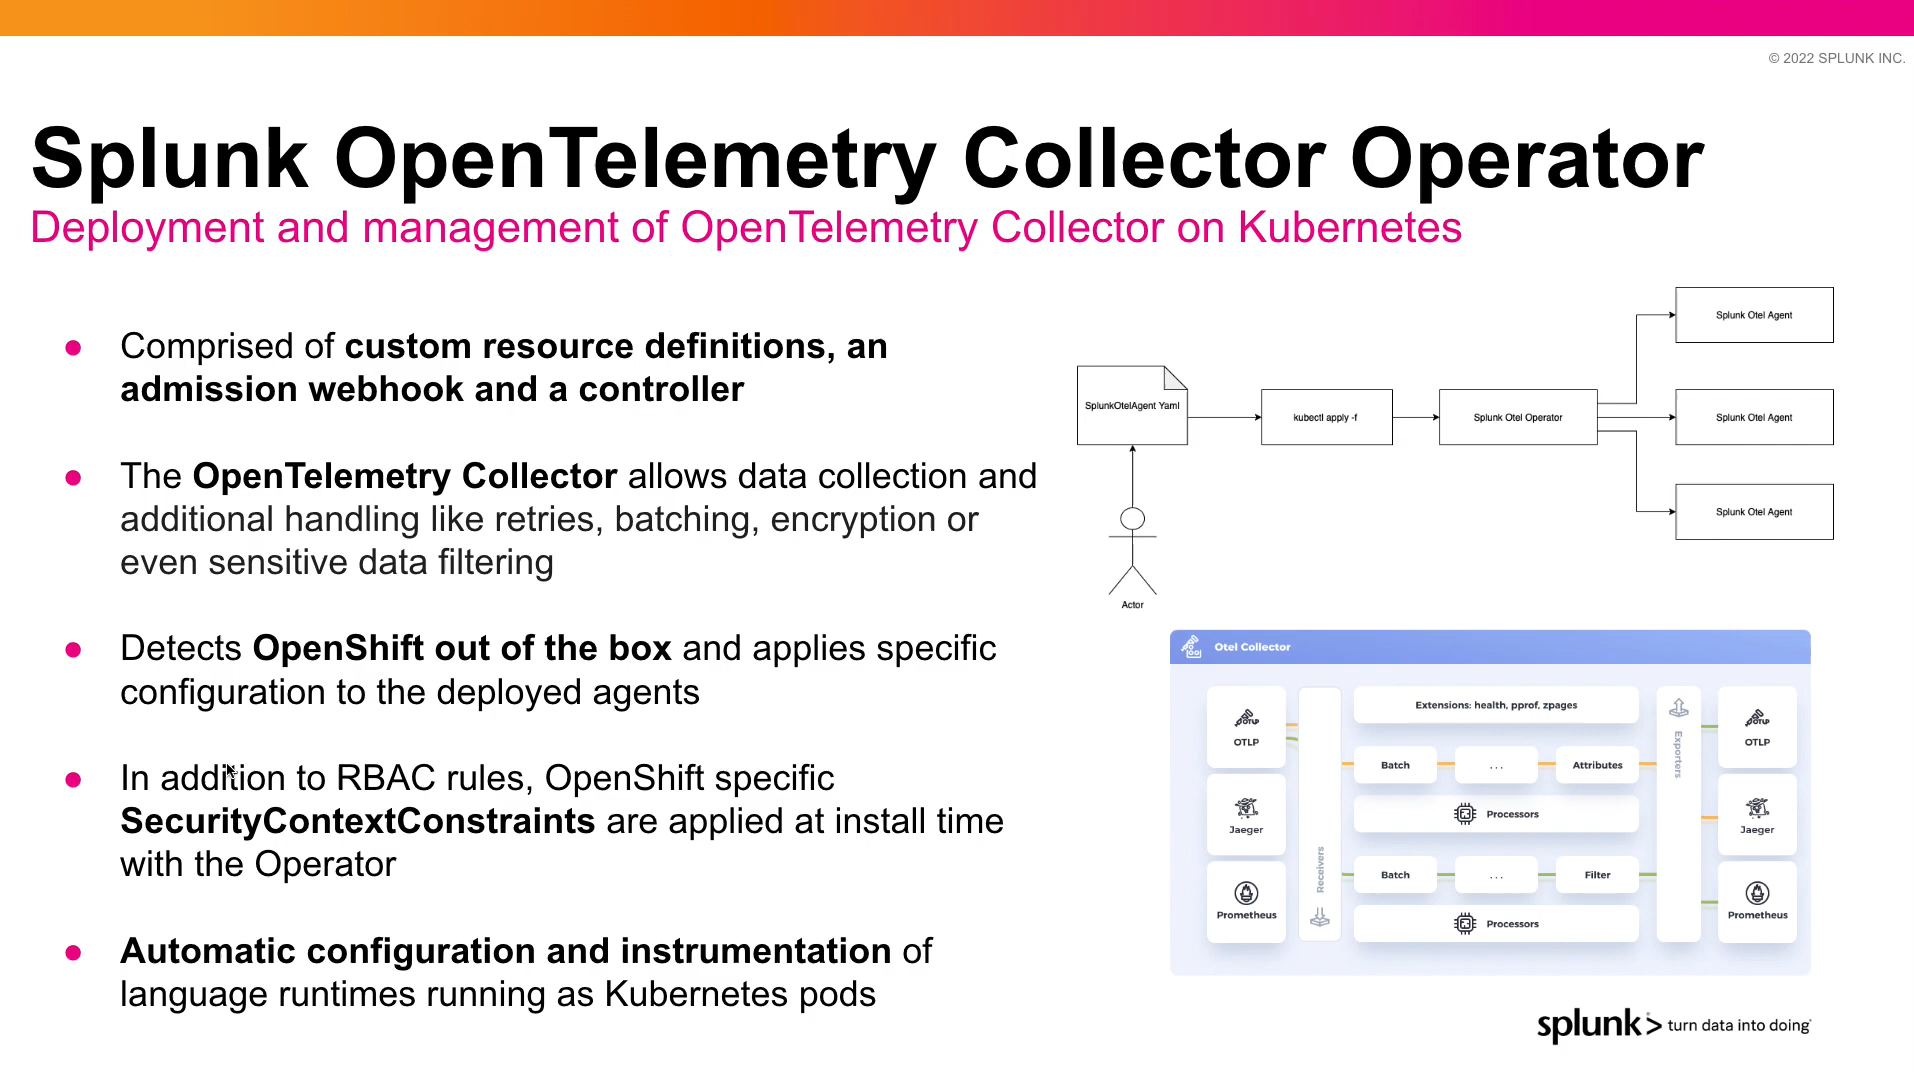 © 2022 SPLUNK INC.
Splunk OpenTelemetry Collector Operator
Deployment and management of OpenTelemetry Collector on Kubernetes
● Comprised of custom resource definitions, an
admission webhook and a controller
● The OpenTelemetry Collector allows data collection and
additional handling like retries, batching, encryption or
even sensitive data filtering
● Detects OpenShift out of the box and applies specific
configuration to the deployed agents
● In addition to RBAC rules, OpenShift specific
SecurityContextConstraints are applied at install time
with the Operator
● Automatic configuration and instrumentation of
language runtimes running as Kubernetes pods
SplunkOtelAgent Yaml
kubectl apply -f
Splunk Otel Operator
Splunk Otel Agent
Splunk Otel Agent
Splunk Otel Agent
Actor
Otel Collector
OTLP
Jaeger
Prometheus
Receivers
Extensions: health, pprof, zpages
Batch
...
Attributes
Processors
Batch
...
Filter
Processors
Exporters
OTLP
Jaeger
Prometheus
splunk> turn data into doing